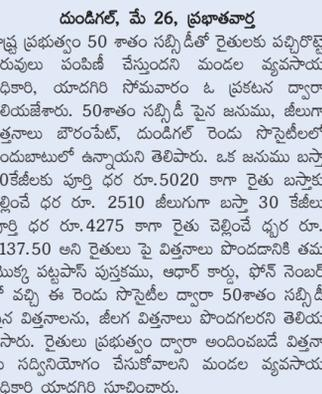 దుండిగల్, మే 26, ప్రభాతవార్త
ాష్ట్ర ప్రభుత్వం 50 శాతం సబ్సిడీతో రైతులకు పచ్చిరొట్టె
రువులు పంపిణీ చేస్తుందని మండల వ్యవసాయ
ధికారి, యాదగిరి సోమవారం ఓ ప్రకటన ద్వారా
లియజేశారు. 50శాతం సబ్సిడీ పైన జనుము, జీలుగా
త్తనాలు బౌరంపేట్, దుండిగల్ రెండు సొసైటీలలో
ందుబాటులో ఉన్నాయని తెలిపారు. ఒక జనుము బస్తా
0కేజీలకు పూర్తి ధర రూ.5020 కాగా రైతు బస్తాకు
ల్లించే ధర రూ. 2510 జీలుగుగా బస్తా 30 కేజీలు
ూర్తి ధర రూ.4275 కాగా రైతు చెల్లించే ధ్బర రూ.
137.50 అని రైతులు పై విత్తనాలు పొందడానికి తమ
ుొక్క పట్టపాస్ పుస్తకము, ఆధార్ కార్డు, ఫోన్ నెంబర్
ో వచ్చి ఈ రెండు సొసైటీల ద్వారా 50శాతం సబ్సిడీ
ైన విత్తనాలను, జీలగ విత్తనాలు పొందగలరని తెలియ
సారు. రైతులు ప్రభుత్వం ద్వారా అందించబడే విత్తనా
ు సద్వినియోగం చేసుకోవాలని మండల వ్యవసాయ
ధికారి యాదగిరి సూచించారు.